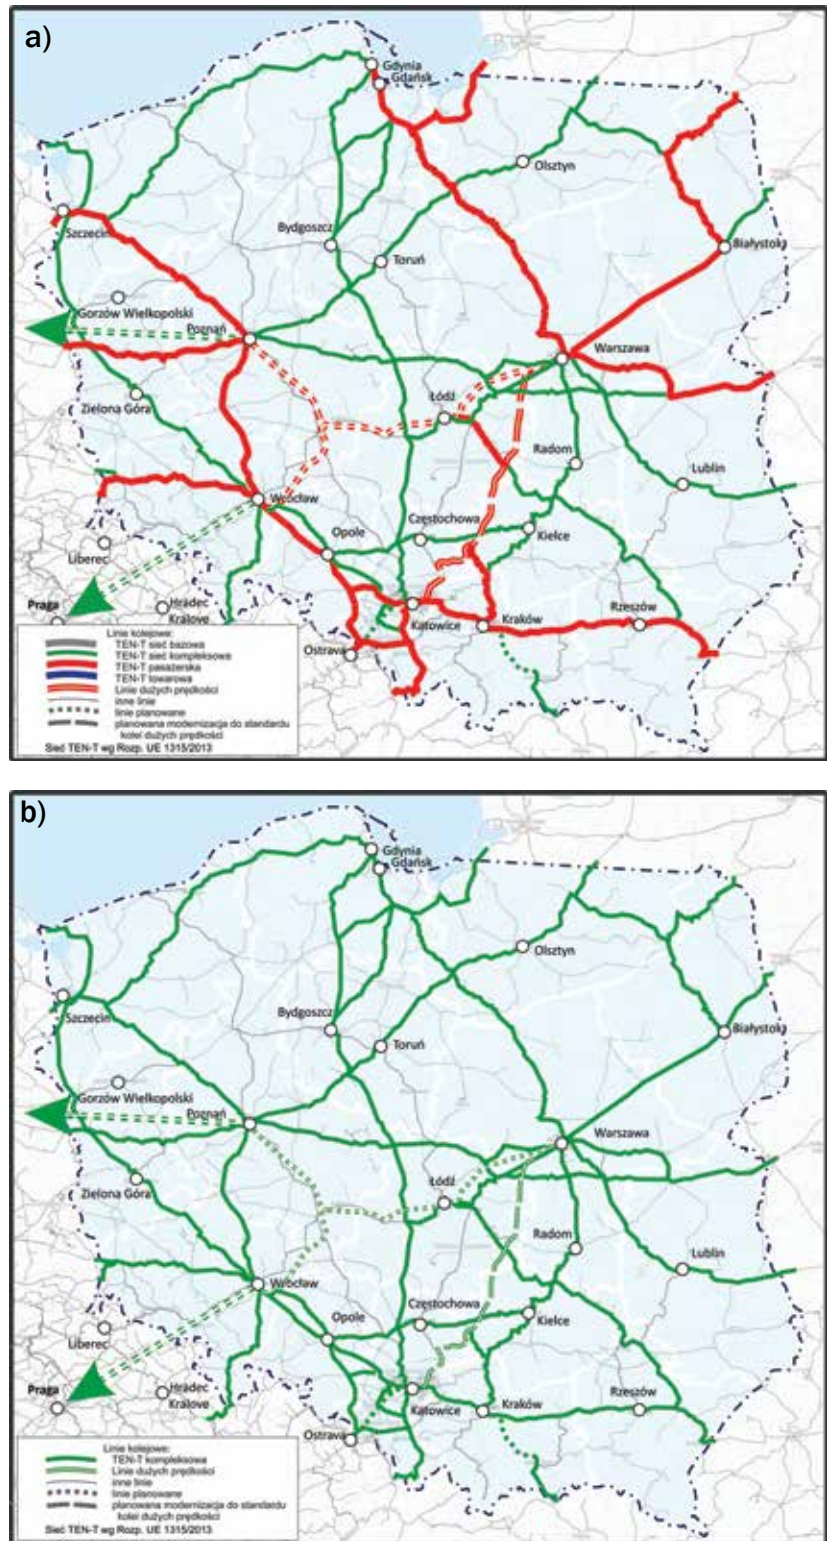 a)
Gdynia
Gdańsk
Olsztyn
Szczecin
Bydgoszcz
Białystok
Toruń
Gorzów Wielkopolski
Poznań
Warszawa
Zielona Góra
Łódź
Radom
Lublin
Wrocław
Częstochowa
Opole
Kielce
Liberec
Praga
Hradec
Kralove
Katowice
Kraków
Rzeszów
Ostrava
Linie kolejowe:
TEN-T sieć bazowa
TEN-T sieć kompleksowa
TEN-T pasażerska
TEN-T towarowa
Linie dużych prędkości
inne linie
linie planowane
planowana modernizacja do standardu
kolei dużych prędkości
Sieć TEN-T wg Rozp. UE 1315/2013
b)
Gdynia
Gdańsk
Olsztyn
Szczecin
Bydgoszcz
Białystok
Toruń
Gorzów Wielkopolski
Poznań
Warszawa
Zielona Góra
Łódź
Radom
Lublin
Wrocław
Częstochowa
Opole
Kielce
Liberec
Praga
Hradec
Kralove
Katowice
Kraków
Rzeszów
Ostrava
Linie kolejowe:
TEN-T kompleksowa
Linie dużych prędkości
inne linie
linie planowane
planowana modernizacja do standardu
kolei dużych prędkości
Sieć TEN-T wg Rozp. UE 1315/2013